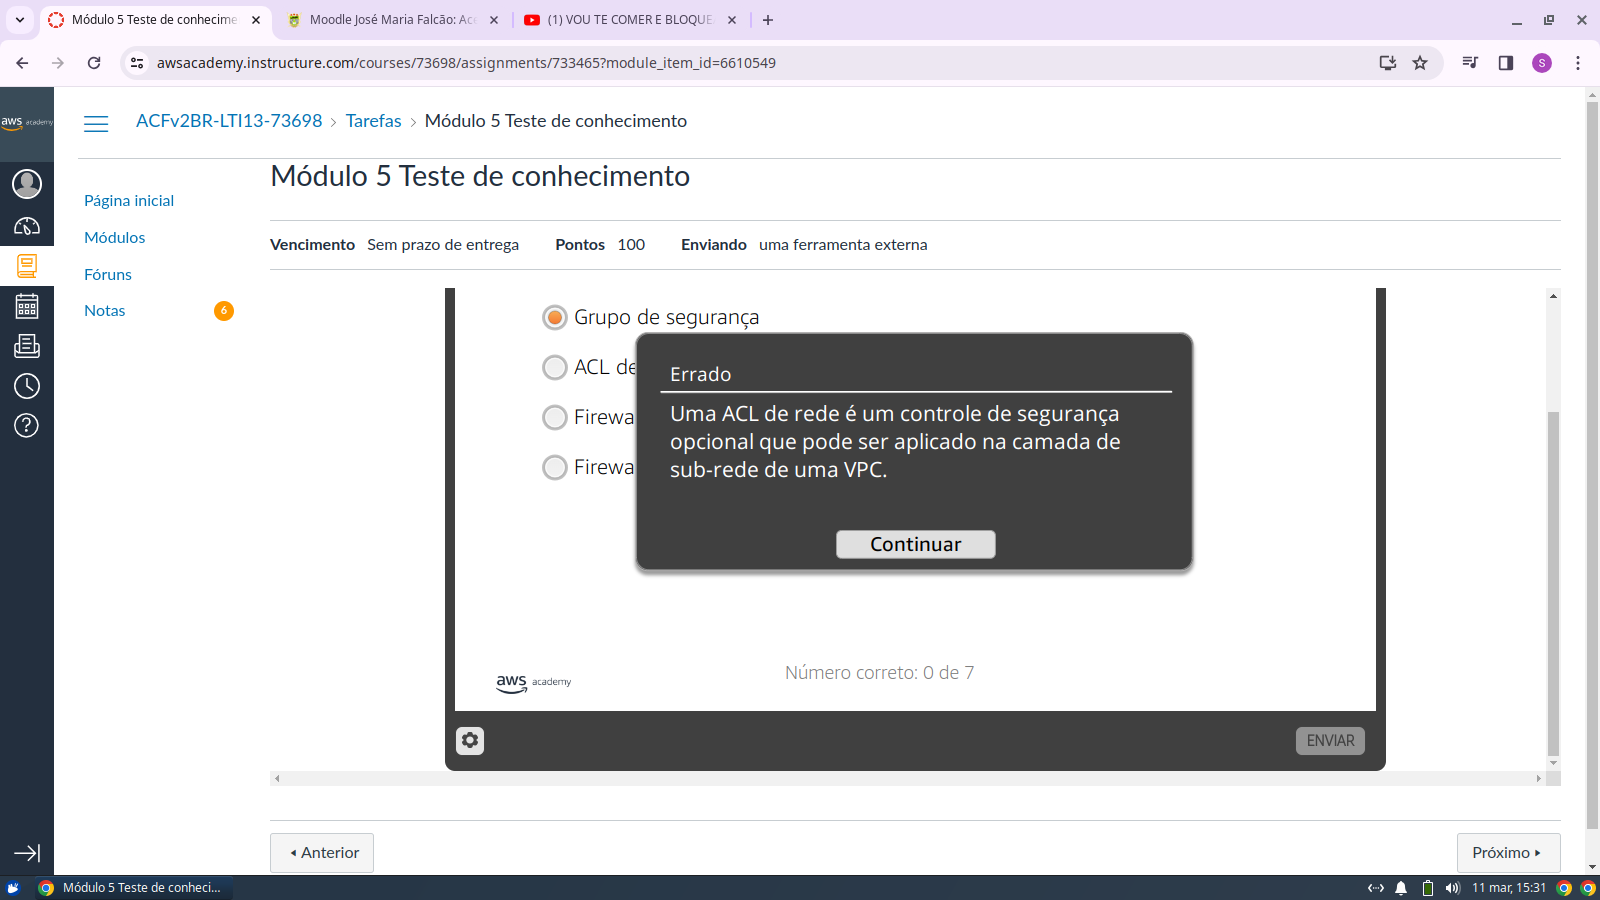 Módulo 5 Teste de conhecime
Moodle José Maria Falcão: Ace
(1) VOU TE COMER E BLOQUEA
awsacademy.instructure.com/courses/73698/assignments/733465?module_item_id=6610549
S
aws academy
ACFv2BR-LTI13-73698 › Tarefas › Módulo 5 Teste de conhecimento
Módulo 5 Teste de conhecimento
Página inicial
Módulos
Fóruns
Notas 6
Vencimento Sem prazo de entrega Pontos 100 Enviando uma ferramenta externa
Grupo de segurança
ACL de
Firewa
Firewa
Errado
Uma ACL de rede é um controle de segurança
opcional que pode ser aplicado na camada de
sub-rede de uma VPC.
Continuar
Número correto: 0 de 7
aws academy
ENVIAR
Anterior
Próximo
Módulo 5 Teste de conheci...
11 mar, 15:31